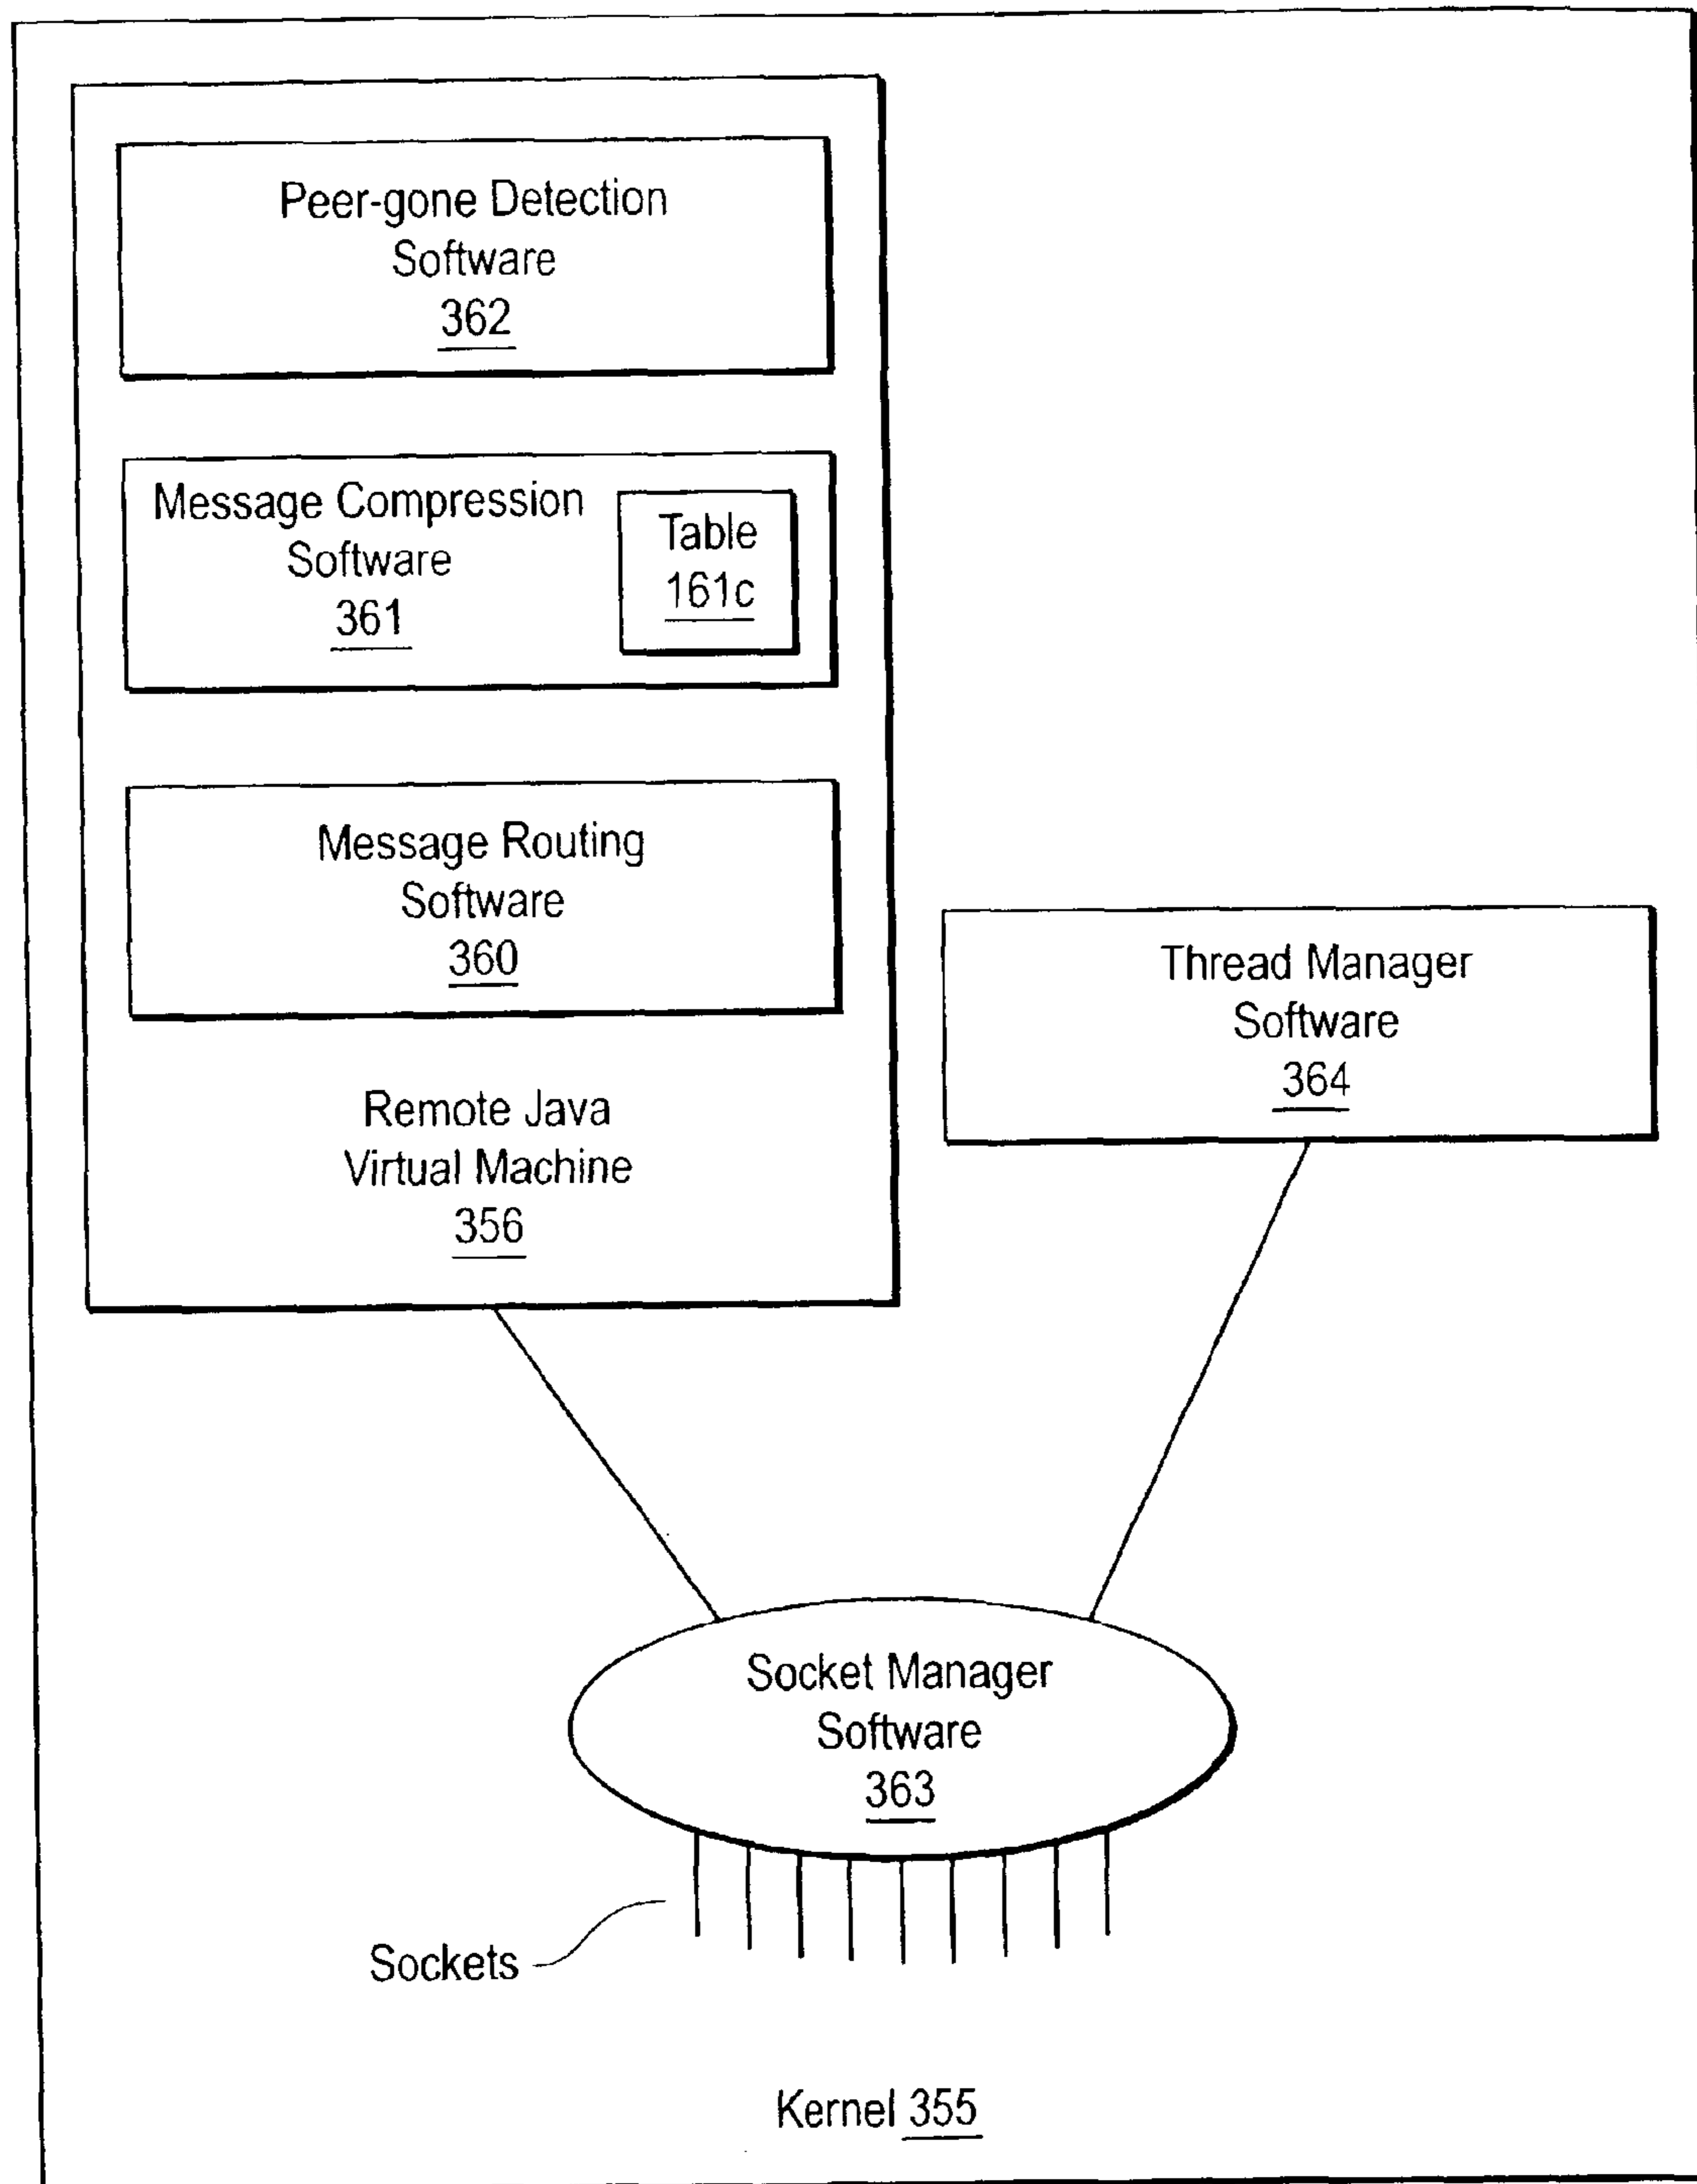 Peer-gone Detection
Software
362
Message Compression
Software
361
Table
161c
Message Routing
Software
360
Remote Java
Virtual Machine
356
Thread Manager
Software
364
Socket Manager
Software
363
Sockets
Kernel 355